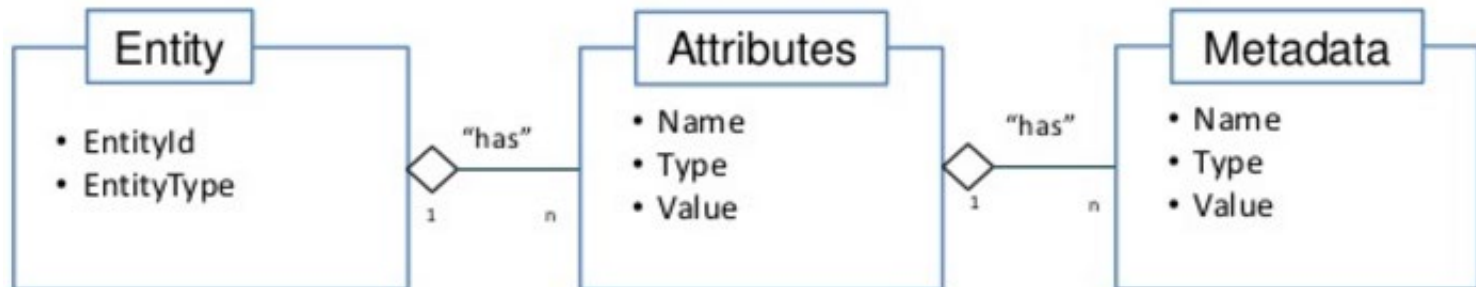 Entity
• EntityId
• EntityType
“has”
1
n
Attributes
• Name
• Type
• Value
“has”
1
n
Metadata
• Name
• Type
• Value